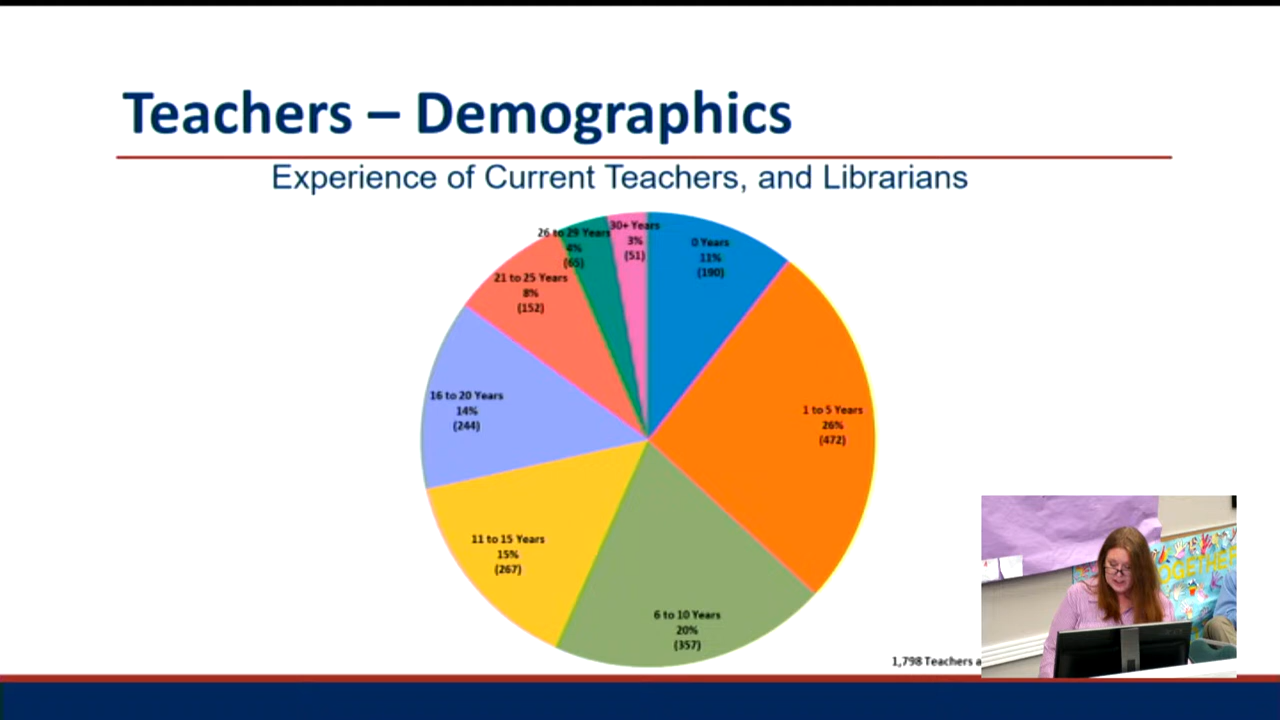 Teachers – Demographics
Experience of Current Teachers, and Librarians
0 Years
11%
(190)
1 to 5 Years
26%
(472)
6 to 10 Years
20%
(357)
11 to 15 Years
15%
(267)
16 to 20 Years
14%
(244)
21 to 25 Years
8%
(152)
26 to 29 Years
4%
(65)
30+ Years
3%
(51)
1,798 Teachers a
OGETHE